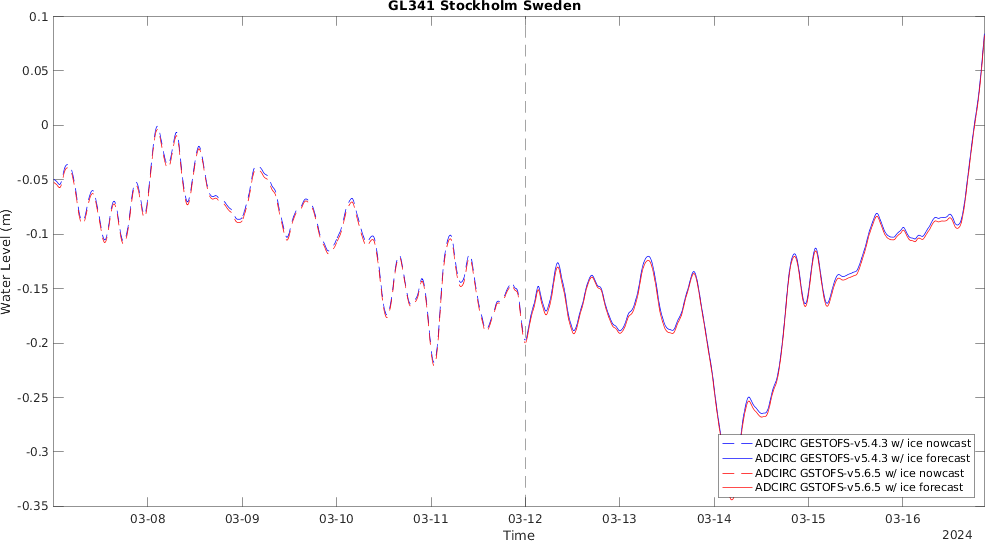 GL341 Stockholm Sweden
0.1
0.05
0
-0.05
-0.1
-0.15
-0.2
-0.25
-0.3
-0.35
Water Level (m)
ADCIRC GESTOFS-v5.4.3 w/ ice nowcast
ADCIRC GESTOFS-v5.4.3 w/ ice forecast
ADCIRC GSTOFS-v5.6.5 w/ ice nowcast
ADCIRC GSTOFS-v5.6.5 w/ ice forecast
03-08 03-09 03-10 03-11 03-12 03-13 03-14 03-15 03-16
Time
2024